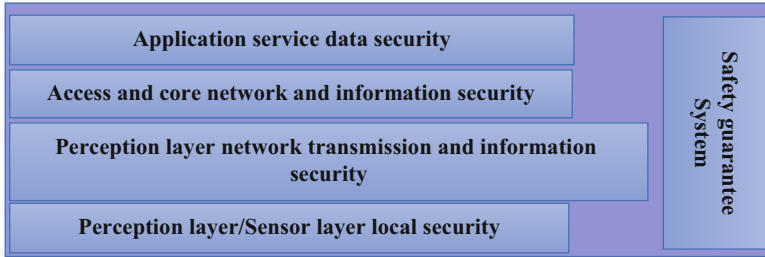 Application service data security
Access and core network and information security
Perception layer network transmission and information
security
Perception layer/Sensor layer local security
Safety guarantee
System